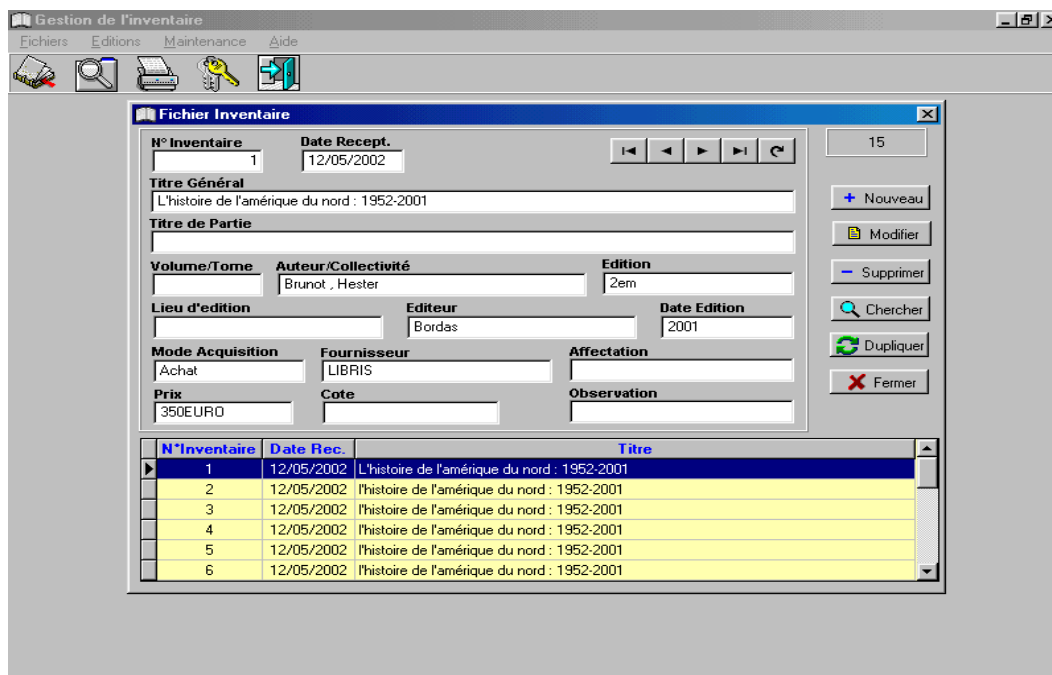 Gestion de l'inventaire
Fichiers Editions Maintenance Aide
Fichier Inventaire
N° Inventaire Date Recept.
1 12/05/2002
15
Titre Général
L'histoire de l'amérique du nord : 1952-2001
Nouveau
Titre de Partie
Modifier
Volume/Tome Auteur/Collectivité Edition
Brunot , Hester 2em
Supprimer
Lieu d'edition Editeur Date Edition
Bordas 2001
Chercher
Mode Acquisition Fournisseur Affectation
Achat LIBRIS
Dupliquer
Prix Cote Observation
350EURO
Fermer
N°Inventaire Date Rec. Titre
1 12/05/2002 L'histoire de l'amérique du nord : 1952-2001
2 12/05/2002 l'histoire de l'amérique du nord : 1952-2001
3 12/05/2002 l'histoire de l'amérique du nord : 1952-2001
4 12/05/2002 l'histoire de l'amérique du nord : 1952-2001
5 12/05/2002 l'histoire de l'amérique du nord : 1952-2001
6 12/05/2002 l'histoire de l'amérique du nord : 1952-2001